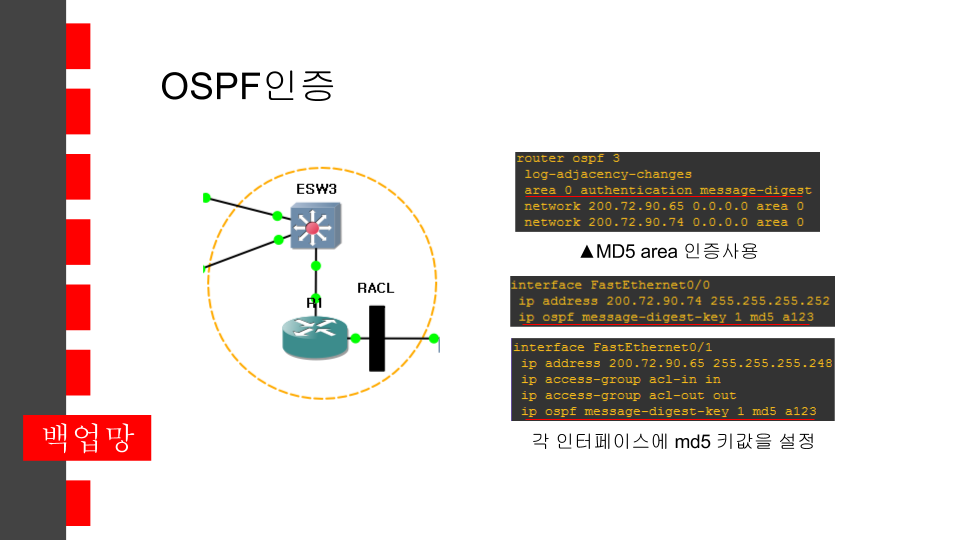 OSPF인증
ESW3
R1
RACL
router ospf 3
log-adjacency-changes
area 0 authentication message-digest
network 200.72.90.65 0.0.0.0 area 0
network 200.72.90.74 0.0.0.0 area 0
▲MD5 area 인증사용
interface FastEthernet0/0
ip address 200.72.90.74 255.255.255.252
ip ospf message-digest-key 1 md5 a123
interface FastEthernet0/1
ip address 200.72.90.65 255.255.255.248
ip access-group acl-in in
ip access-group acl-out out
ip ospf message-digest-key 1 md5 a123
각 인터페이스에 md5 키값을 설정
백업망